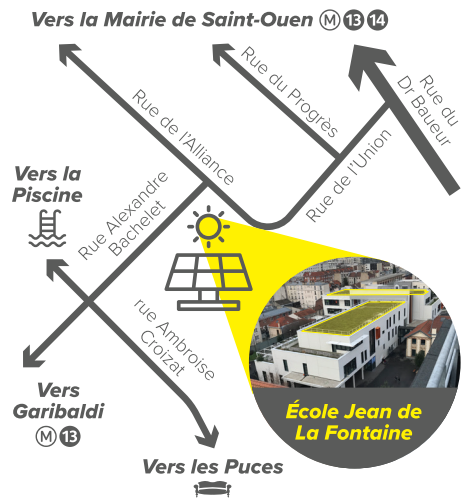 Vers la Mairie de Saint-Ouen M 13 14
Rue du Progrès
Rue du
Dr Baueur
Rue de l'Alliance
Rue de l'Union
Vers la
Piscine
Rue Alexandre
Bachelet
rue Ambroise
Croizat
Vers
Garibaldi
M 13
École Jean de
La Fontaine
Vers les Puces